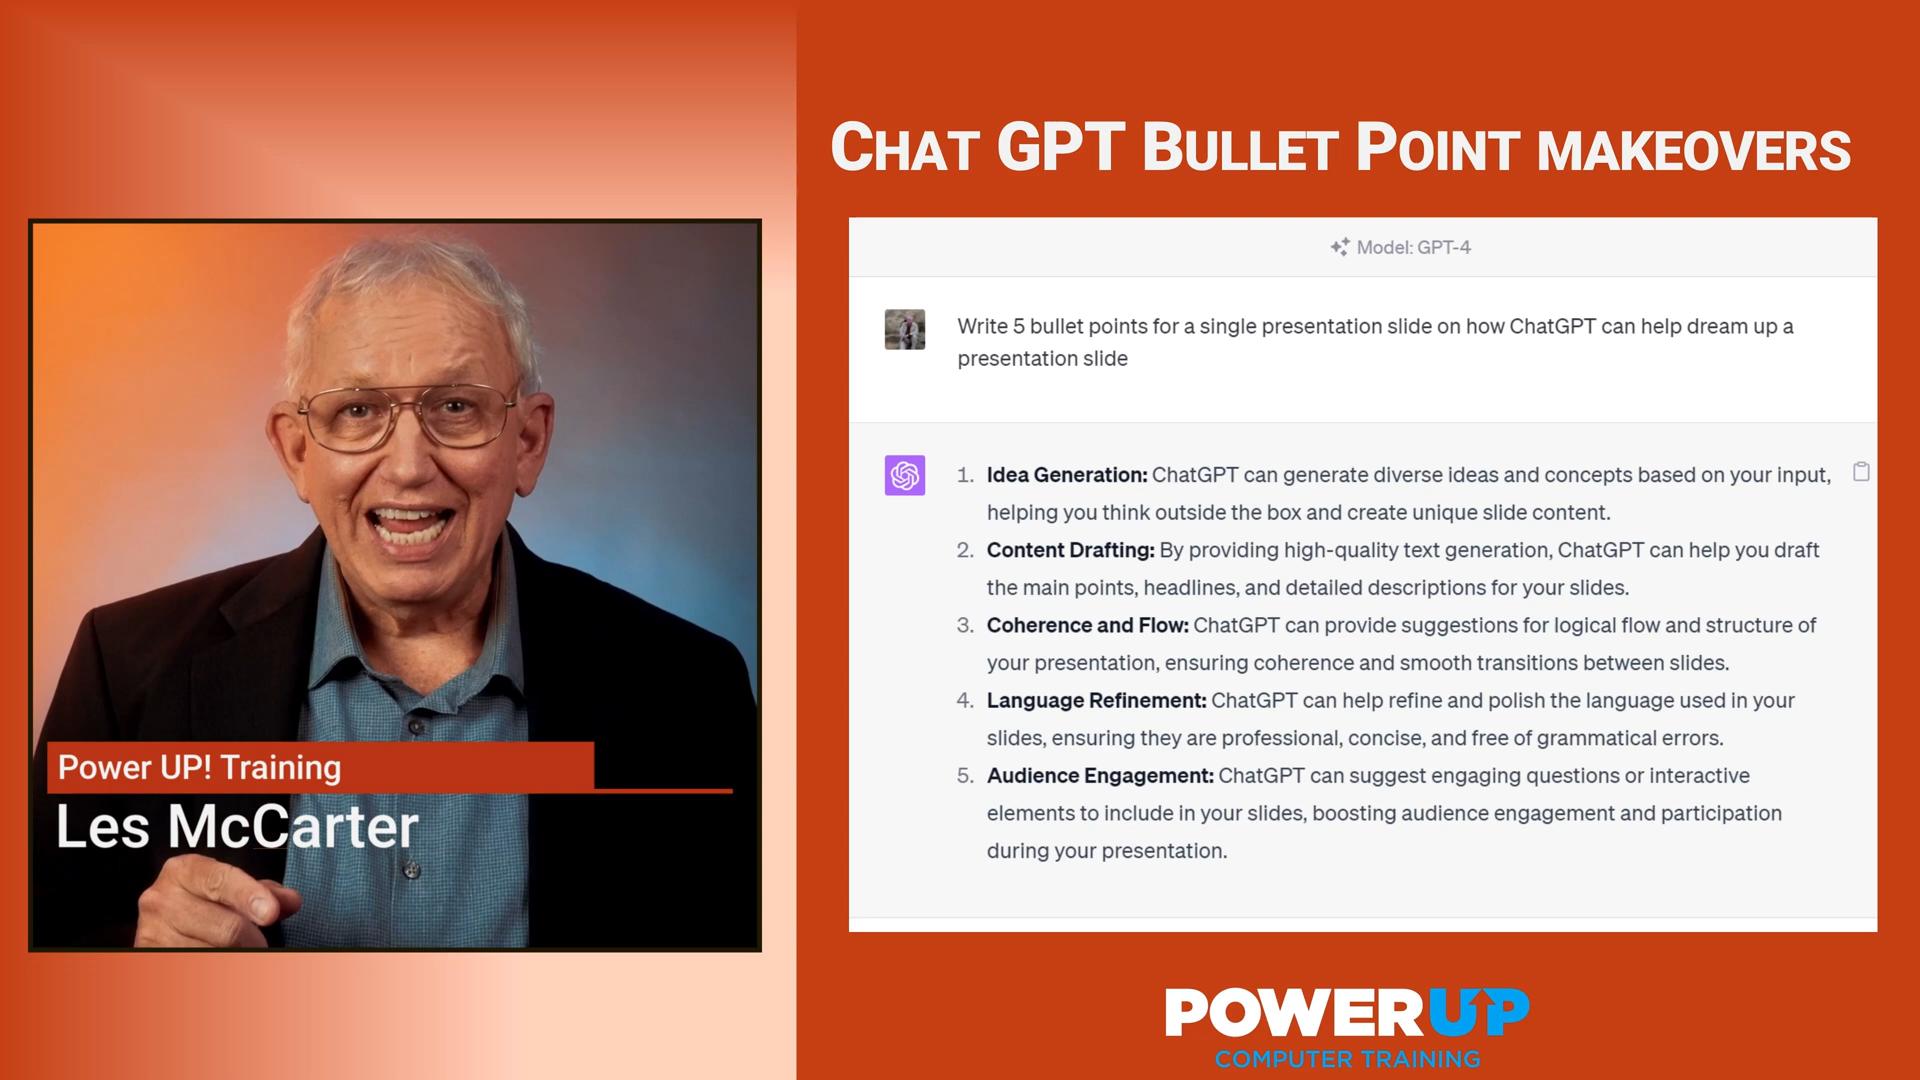 CHAT GPT BULLET POINT MAKEOVERS
Model: GPT-4
Write 5 bullet points for a single presentation slide on how ChatGPT can help dream up a
presentation slide
1. Idea Generation: ChatGPT can generate diverse ideas and concepts based on your input,
helping you think outside the box and create unique slide content.
2. Content Drafting: By providing high-quality text generation, ChatGPT can help you draft
the main points, headlines, and detailed descriptions for your slides.
3. Coherence and Flow: ChatGPT can provide suggestions for logical flow and structure of
your presentation, ensuring coherence and smooth transitions between slides.
4. Language Refinement: ChatGPT can help refine and polish the language used in your
slides, ensuring they are professional, concise, and free of grammatical errors.
5. Audience Engagement: ChatGPT can suggest engaging questions or interactive
elements to include in your slides, boosting audience engagement and participation
during your presentation.
Power UP! Training
Les McCarter
POWERUP
COMPUTER TRAINING